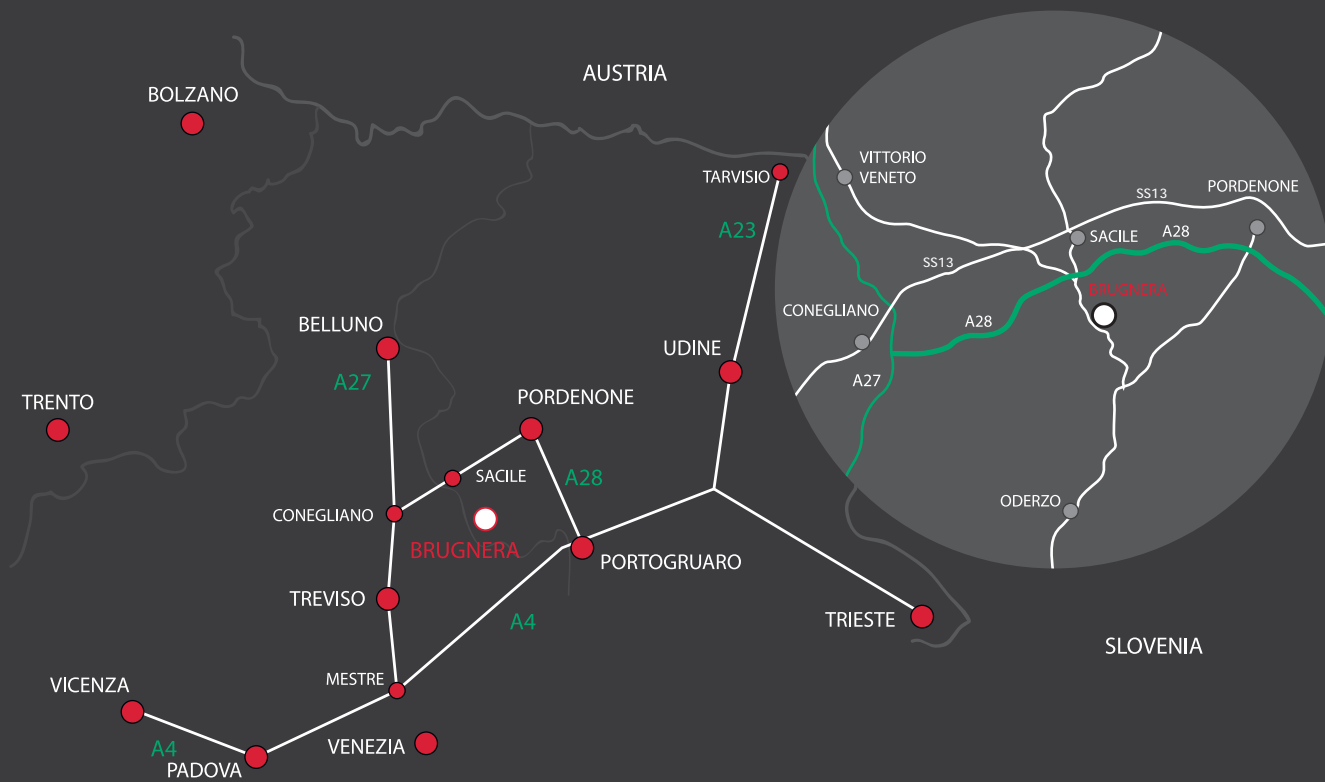 AUSTRIA
BOLZANO
TARVISIO
A23
BELLUNO
A27
UDINE
PORDENONE
TRENTO
SACILE
A28
CONEGLIANO
BRUGNERA
PORTOGRUARO
TREVISO
A4
TRIESTE
SLOVENIA
MESTRE
VICENZA
A4
PADOVA
VENEZIA
VITTORIO
VENETO
SS13
PORDENONE
SACILE
A28
SS13
BRUGNERA
CONEGLIANO
A28
A27
ODERZO